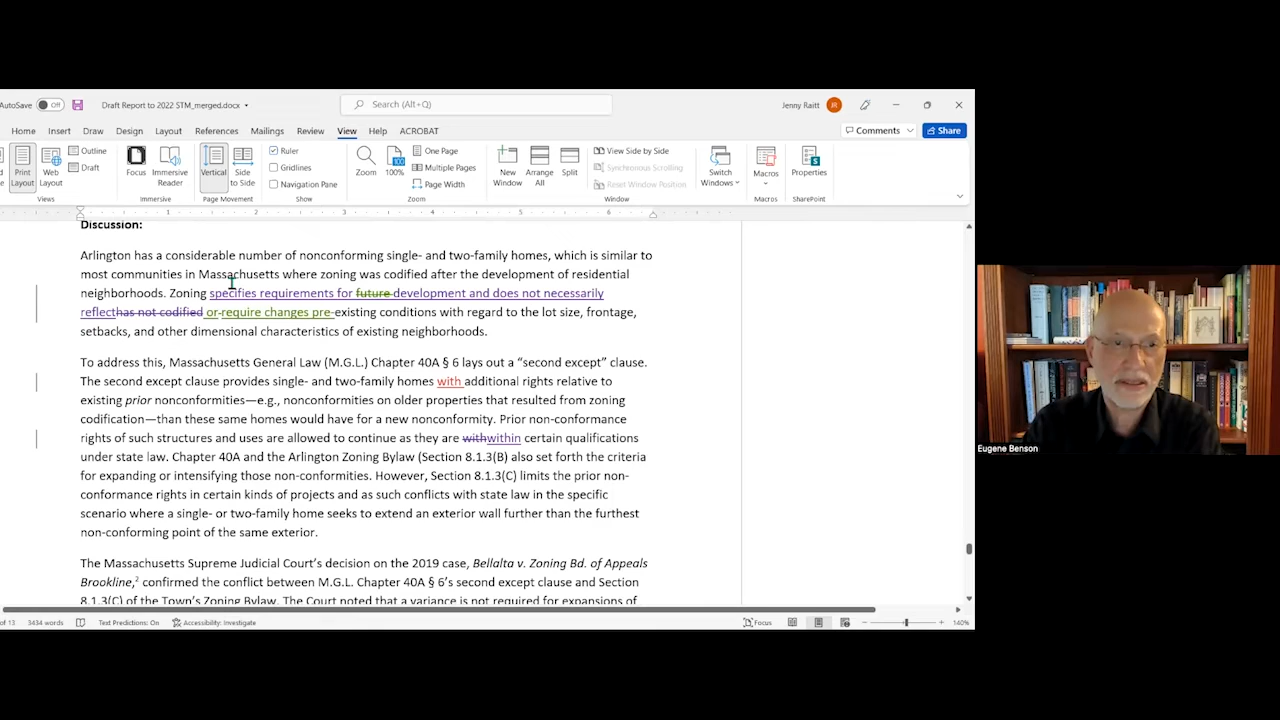 AutoSave Off Draft Report to 2022 STM_merged.docx Search (Alt+Q) Jenny Raitt JR
Home Insert Draw Design Layout References Mailings Review View Help ACROBAT Comments Share
Print Layout Web Layout Outline Draft Focus Immersive Reader Vertical Side to Side Ruler Gridlines Navigation Pane Zoom 100% One Page Multiple Pages Page Width New Window Arrange All Split View Side by Side Synchronous Scrolling Reset Window Position Switch Windows Macros Properties
Views Immersive Page Movement Show Zoom Window Macros SharePoint
1 2 3 4 5 6
Discussion:
Arlington has a considerable number of nonconforming single- and two-family homes, which is similar to
most communities in Massachusetts where zoning was codified after the development of residential
neighborhoods. Zoning specifies requirements for future development and does not necessarily
reflecthas not codified or require changes pre-existing conditions with regard to the lot size, frontage,
setbacks, and other dimensional characteristics of existing neighborhoods.
To address this, Massachusetts General Law (M.G.L.) Chapter 40A § 6 lays out a “second except” clause.
The second except clause provides single- and two-family homes with additional rights relative to
existing prior nonconformities—e.g., nonconformities on older properties that resulted from zoning
codification—than these same homes would have for a new nonconformity. Prior non-conformance
rights of such structures and uses are allowed to continue as they are withwithin certain qualifications
under state law. Chapter 40A and the Arlington Zoning Bylaw (Section 8.1.3(B) also set forth the criteria
for expanding or intensifying those non-conformities. However, Section 8.1.3(C) limits the prior non-
conformance rights in certain kinds of projects and as such conflicts with state law in the specific
scenario where a single- or two-family home seeks to extend an exterior wall further than the furthest
non-conforming point of the same exterior.
The Massachusetts Supreme Judicial Court’s decision on the 2019 case, Bellalta v. Zoning Bd. of Appeals
Brookline,2 confirmed the conflict between M.G.L. Chapter 40A § 6’s second except clause and Section
8.1.3(C) of the Town’s Zoning Bylaw. The Court noted that a variance is not required for expansions of
of 13 3434 words Text Predictions: On Accessibility: Investigate Focus 140%
Eugene Benson